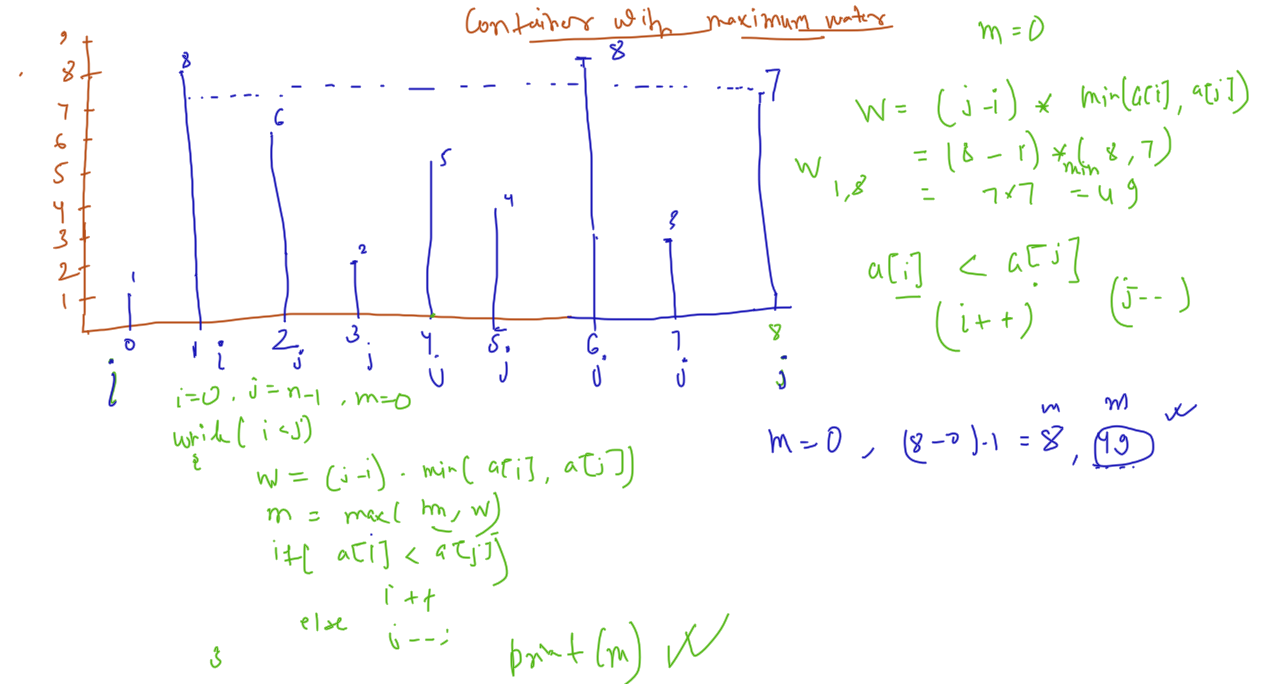 Container with maximum water
m = 0
9
8
7
6
5
4
3
2
1
1
8
6
2
5
4
8
3
7
0 1 2 3 4 5 6 7 8
i i j j j j j j j
W = (j - i) * min(a[i], a[j])
= (8 - 1) * min(8, 7)
W 1,8 = 7*7 = 49
a[i] < a[j]
(i++) (j--)
m m
m = 0, (8-0)·1 = 8, 49
i=0, j=n-1, m=0
while( i<j)
{
W = (j-i) · min( a[i], a[j])
m = max( m, w)
if( a[i] < a[j])
i++
else
j--;
}
print(m)